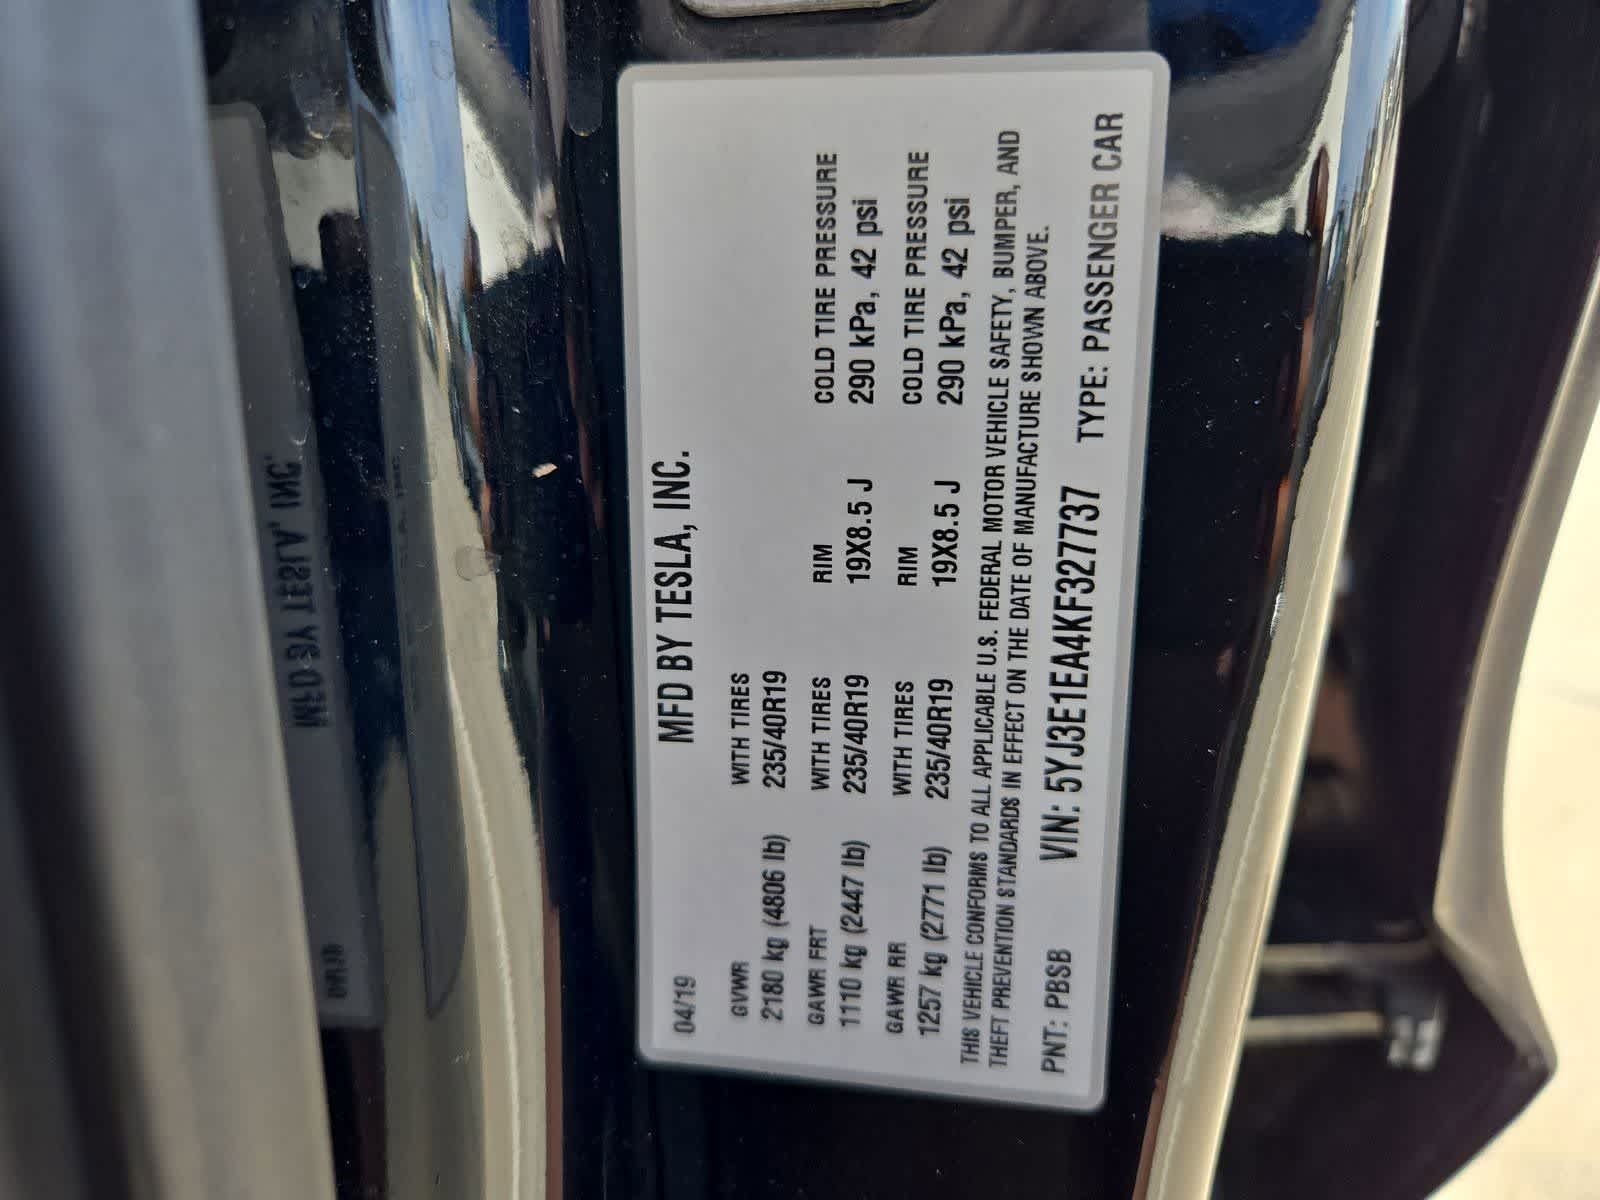 MFD BY TESLA, INC.
04/19
GVWR WITH TIRES
2180 kg (4806 lb) 235/40R19
GAWR FRT WITH TIRES RIM COLD TIRE PRESSURE
1110 kg (2447 lb) 235/40R19 19X8.5 J 290 kPa, 42 psi
GAWR RR WITH TIRES RIM COLD TIRE PRESSURE
1257 kg (2771 lb) 235/40R19 19X8.5 J 290 kPa, 42 psi
THIS VEHICLE CONFORMS TO ALL APPLICABLE U.S. FEDERAL MOTOR VEHICLE SAFETY, BUMPER, AND
THEFT PREVENTION STANDARDS IN EFFECT ON THE DATE OF MANUFACTURE SHOWN ABOVE.
PNT: PBSB VIN: 5YJ3E1EA4KF327737 TYPE: PASSENGER CAR